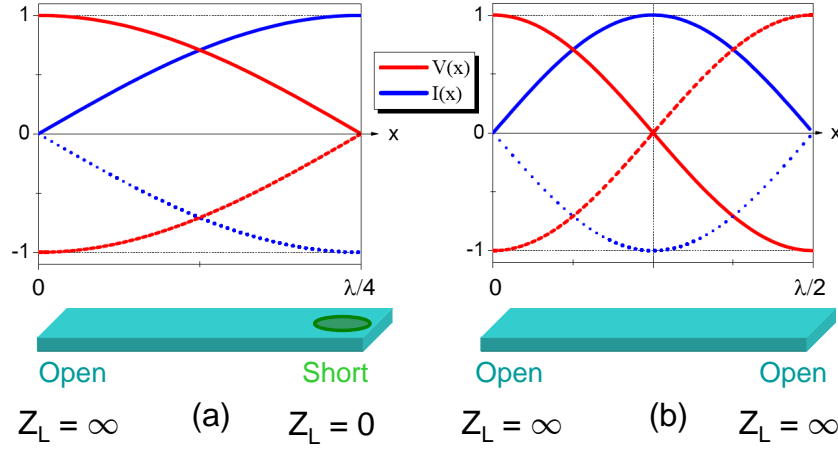 1
0
-1
x
0
λ/4
V(x)
I(x)
1
0
-1
x
0
λ/2
Open
Short
Open
Open
Z_L = ∞
(a)
Z_L = 0
Z_L = ∞
(b)
Z_L = ∞